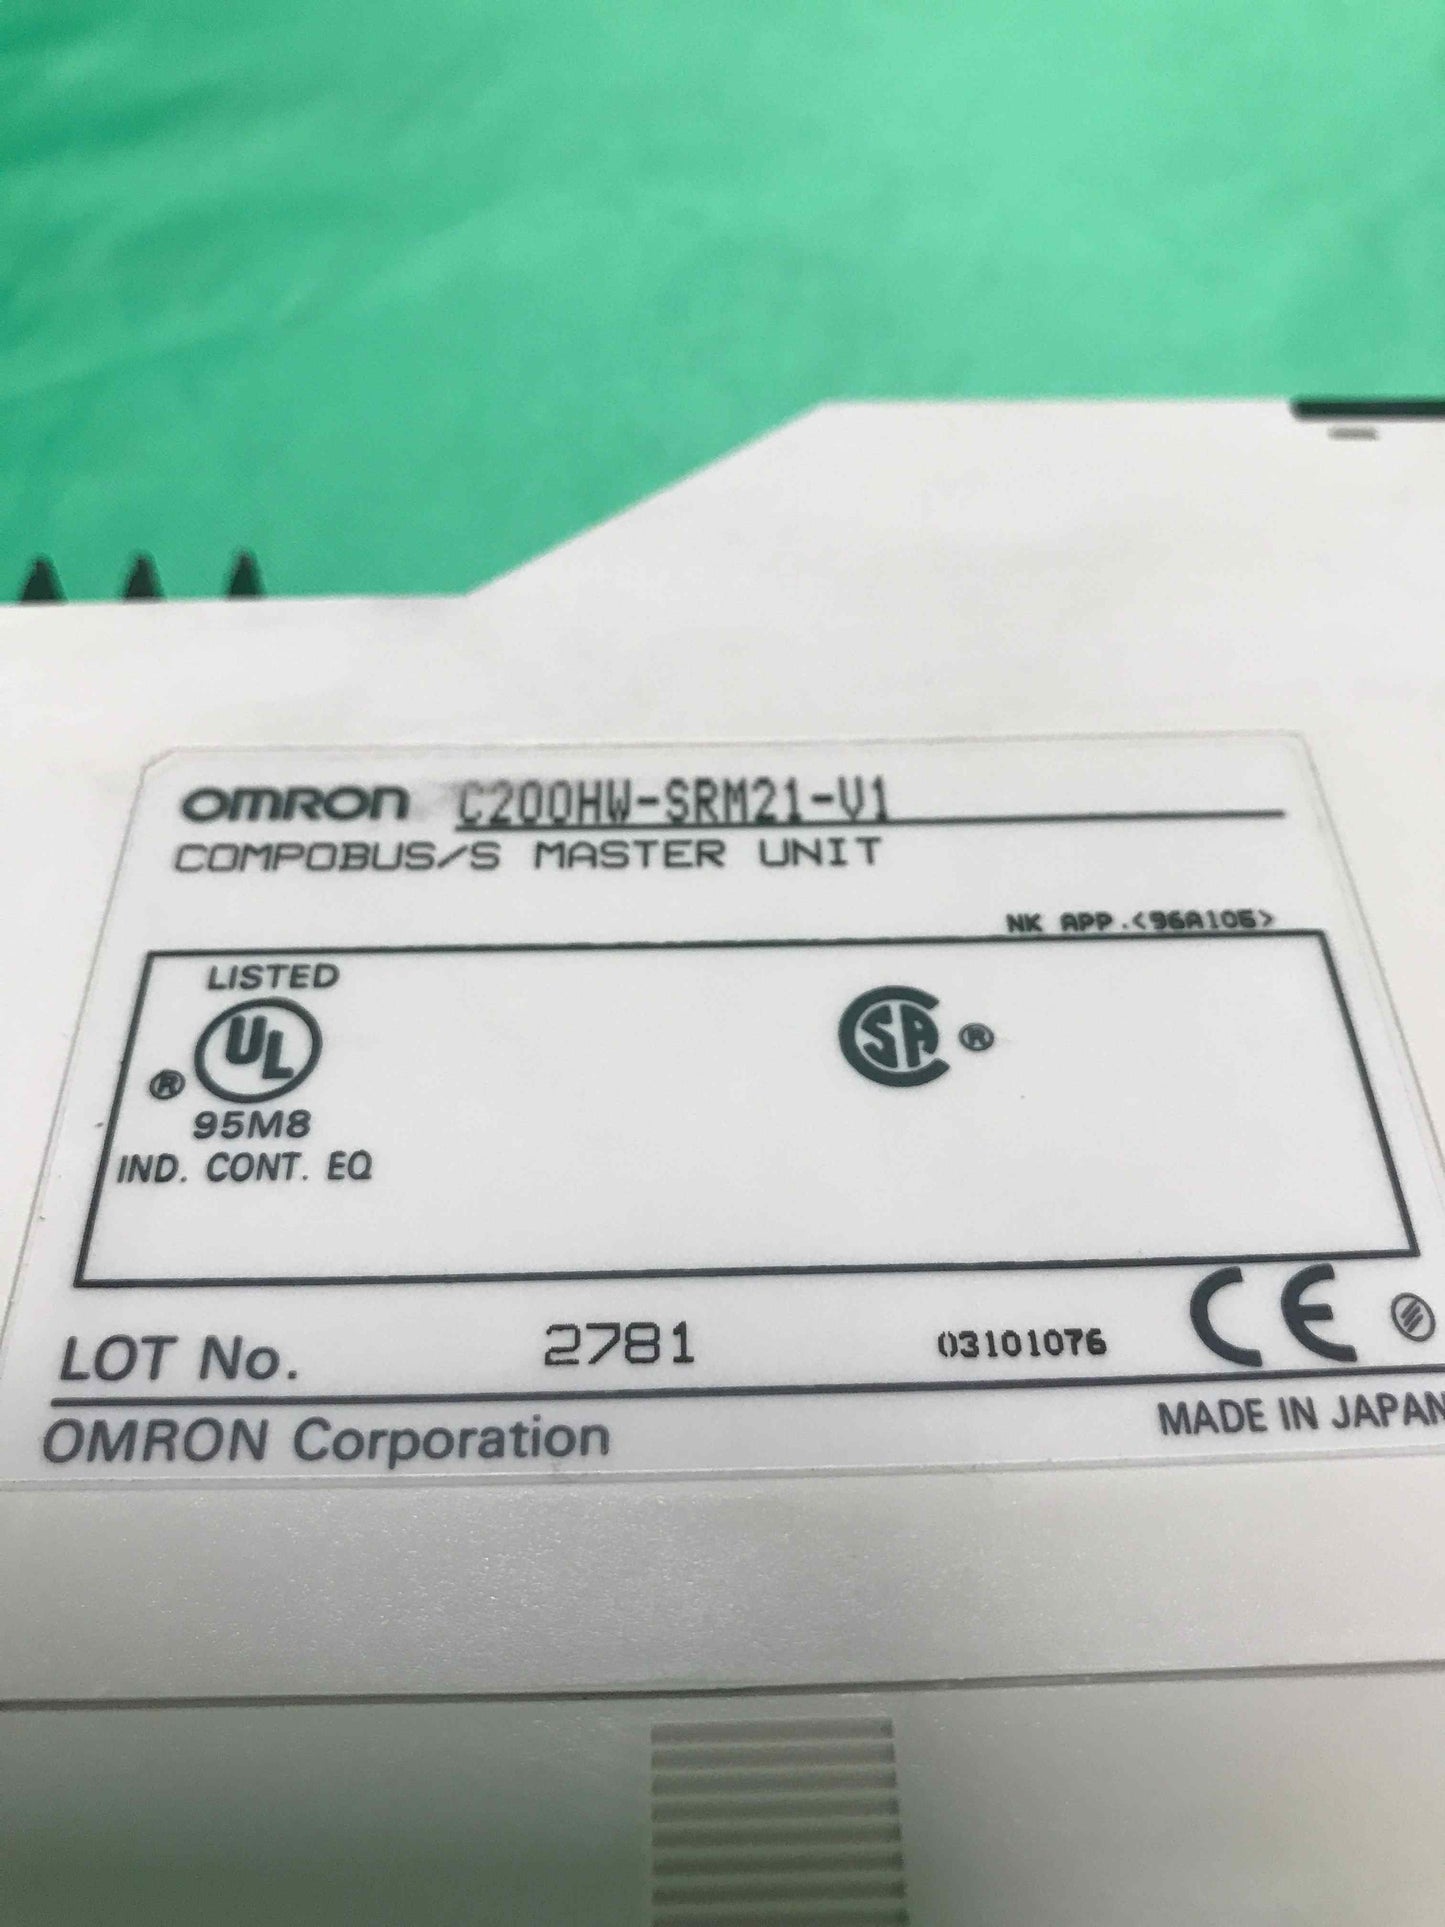 OMRON C200HW-SRM21-V1
COMPOBUS/S MASTER UNIT
NK APP.<96A105>
LISTED
UL ®
® SA
95M8
IND. CONT. EQ
LOT No. 2781 03101076 CE
OMRON Corporation MADE IN JAPAN